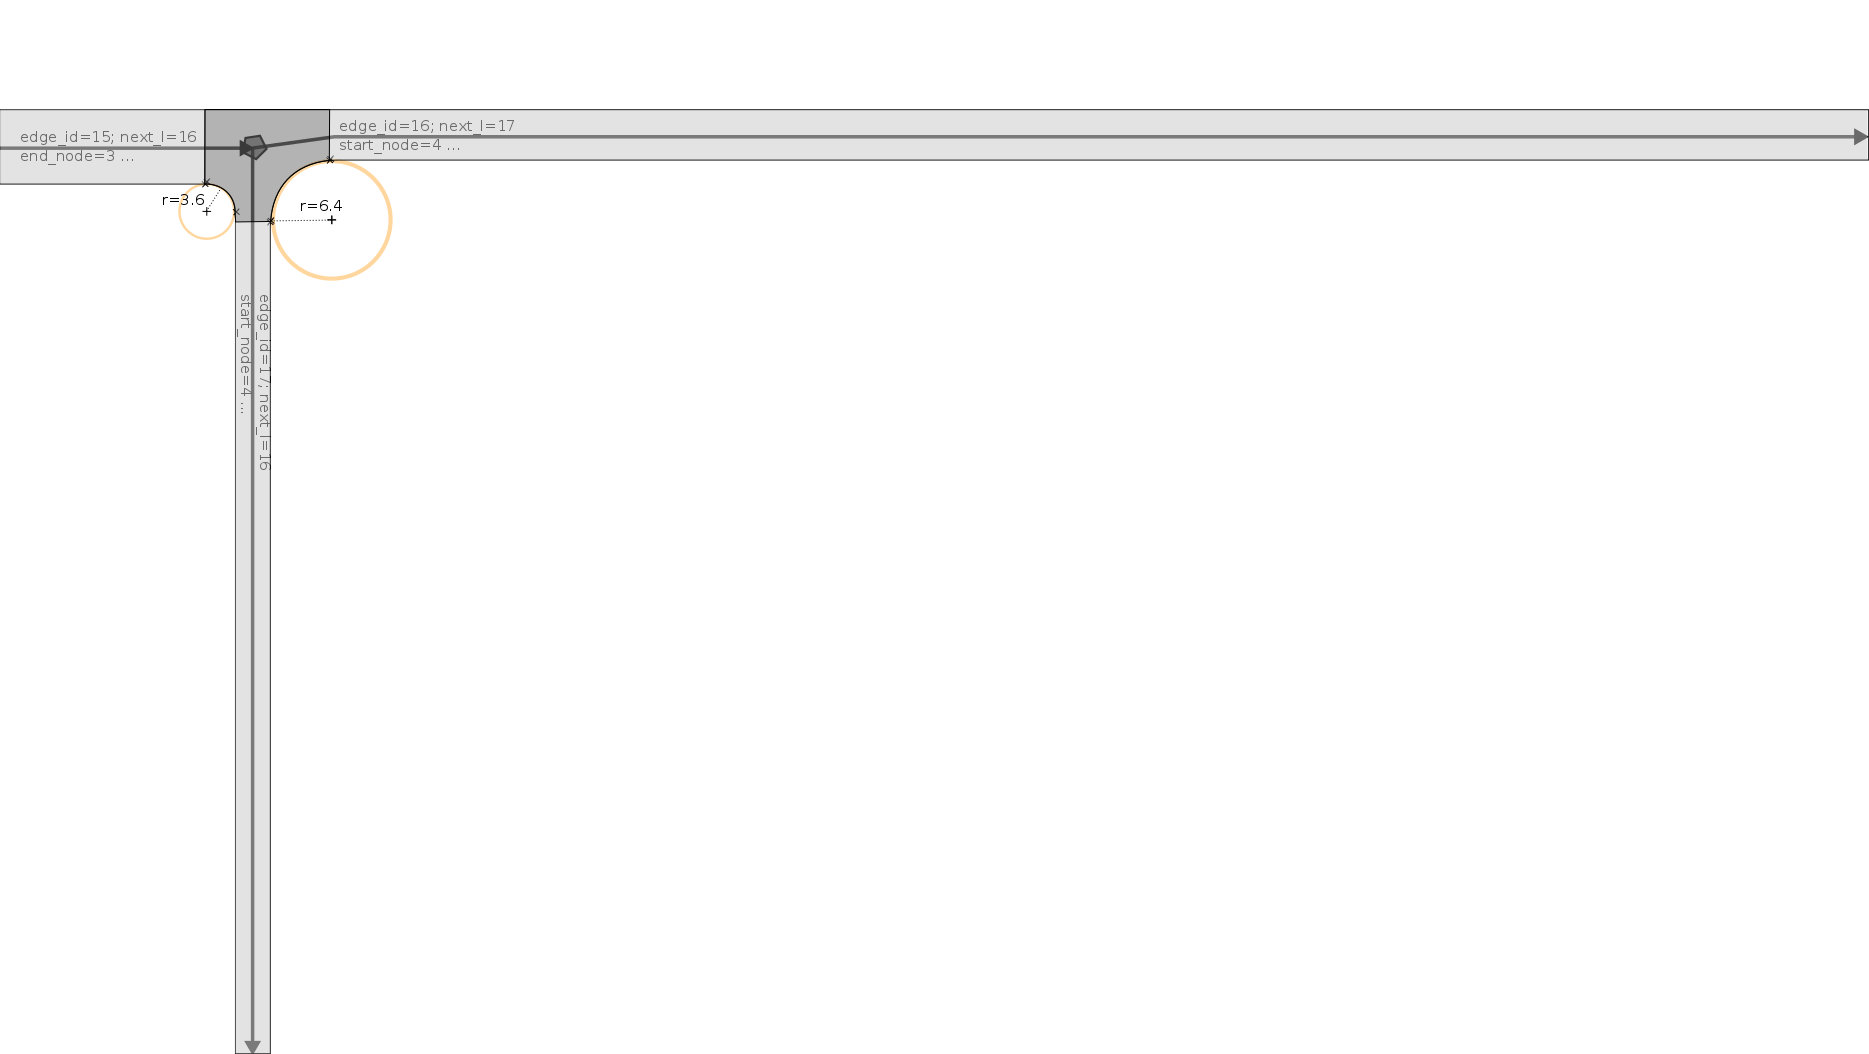 edge_id=15; next_l=16
end_node=3 ...
edge_id=16; next_l=17
start_node=4 ...
r=3.6
r=6.4
edge_id=17; next_l=16
start_node=4 ...